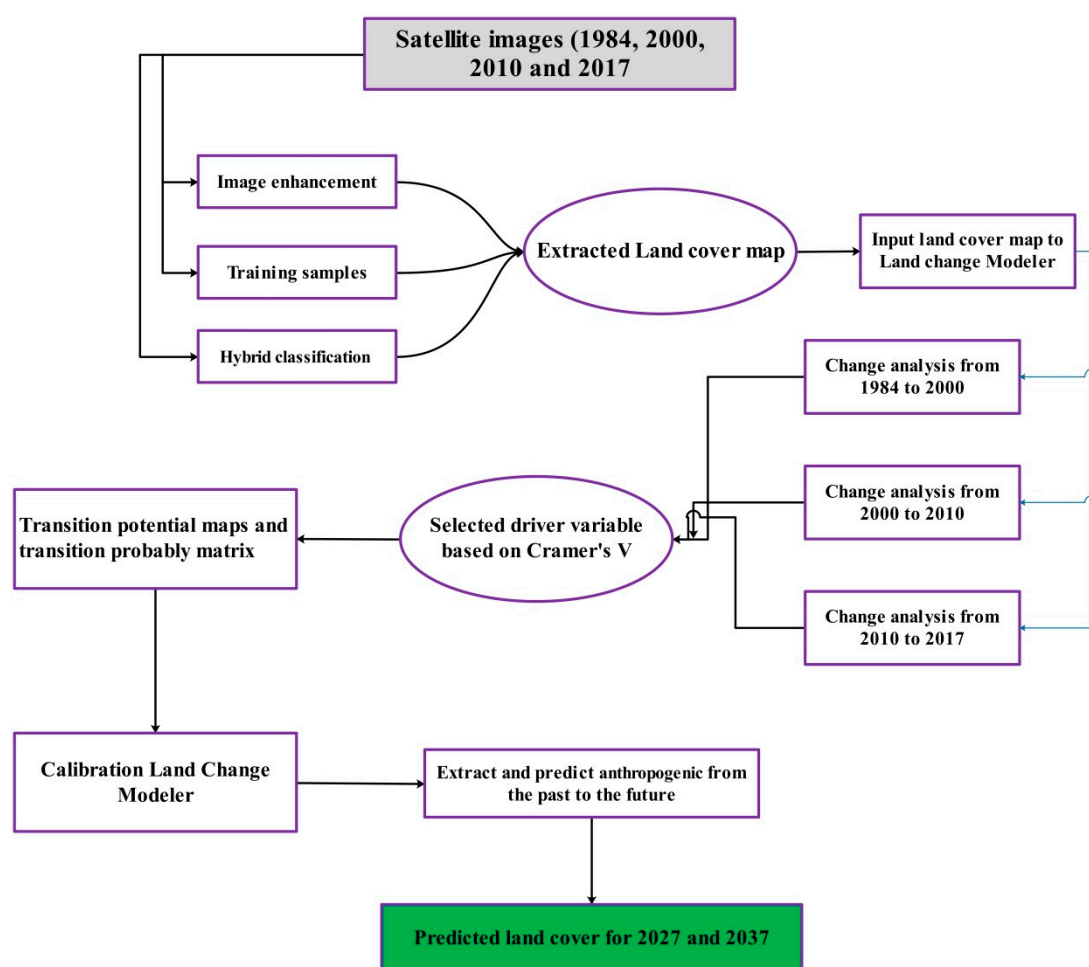 Satellite images (1984, 2000,
2010 and 2017
Image enhancement
Training samples
Hybrid classification
Extracted Land cover map
Input land cover map to
Land change Modeler
Change analysis from
1984 to 2000
Change analysis from
2000 to 2010
Change analysis from
2010 to 2017
Selected driver variable
based on Cramer's V
Transition potential maps and
transition probably matrix
Calibration Land Change
Modeler
Extract and predict anthropogenic from
the past to the future
Predicted land cover for 2027 and 2037